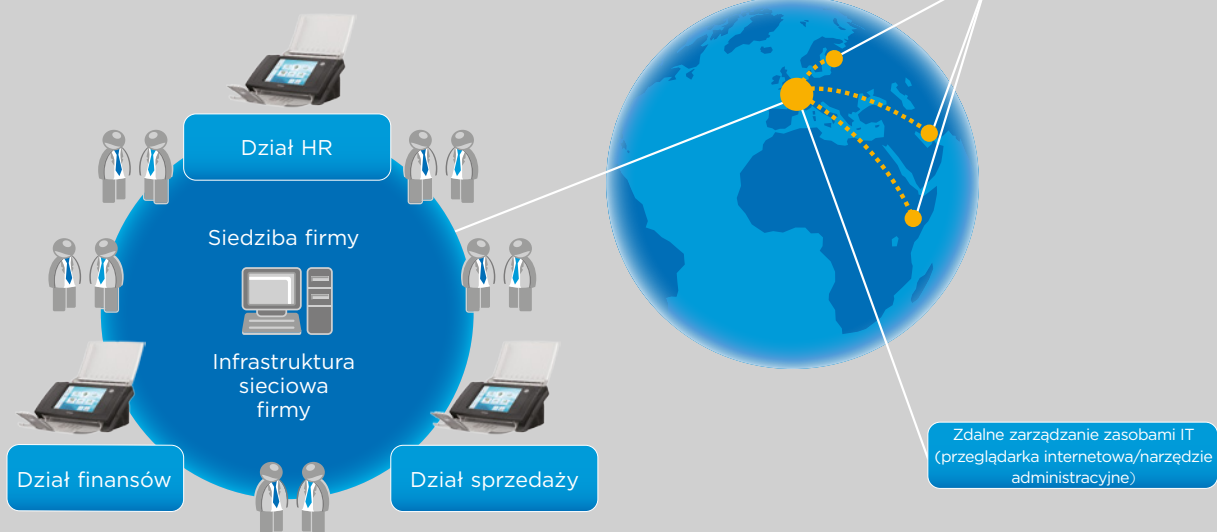 Dział HR
Siedziba firmy
Infrastruktura
sieciowa
firmy
Dział finansów
Dział sprzedaży
Zdalne zarządzanie zasobami IT
(przeglądarka internetowa/narzędzie
administracyjne)